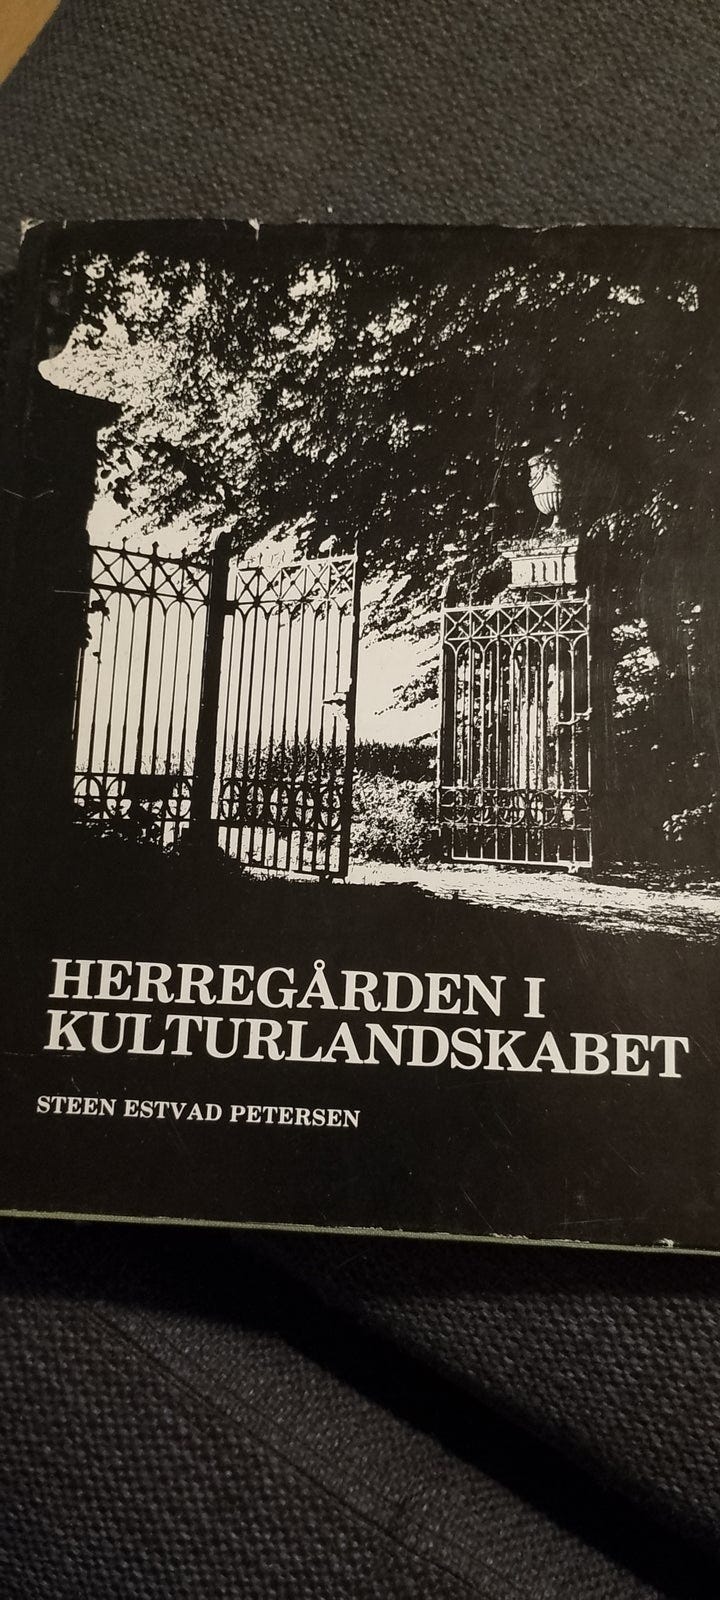 HERREGÅRDEN I
KULTURLANDSKABET
STEEN ESTVAD PETERSEN